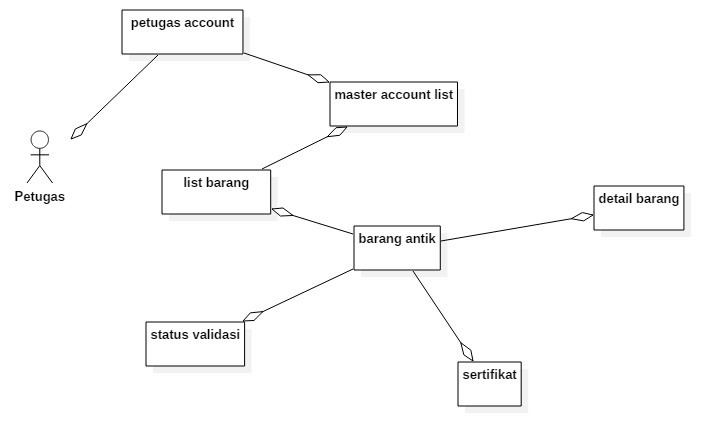 petugas account
master account list
Petugas
list barang
detail barang
barang antik
status validasi
sertifikat